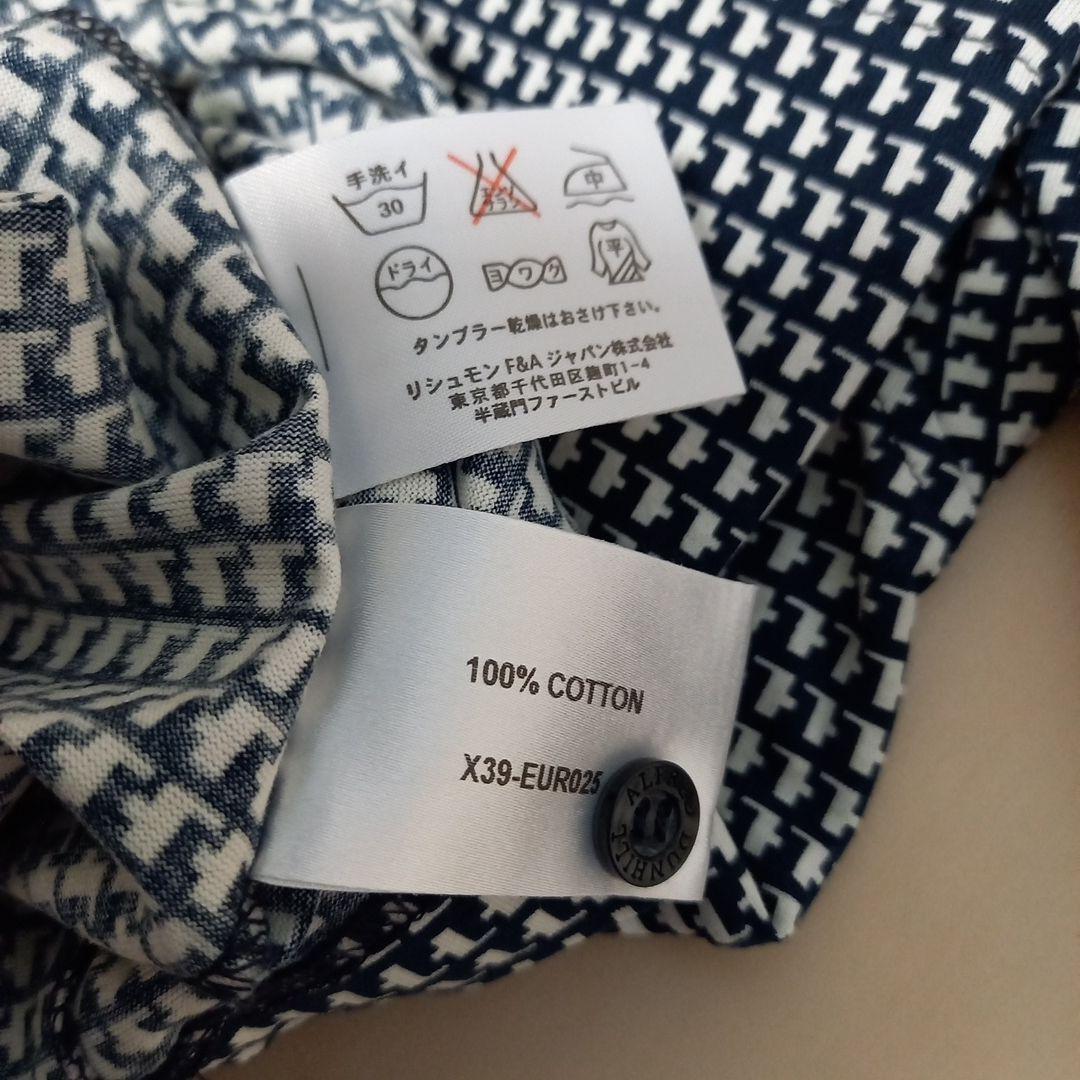 手洗イ
30
エンソ
サラシ
中
ドライ
ヨワク
平
タンブラー乾燥はおさけ下さい。
リシュモン F&A ジャパン株式会社
東京都千代田区麹町1-4
半蔵門ファーストビル
100% COTTON
X39-EUR025
ALFRED DUNHILL